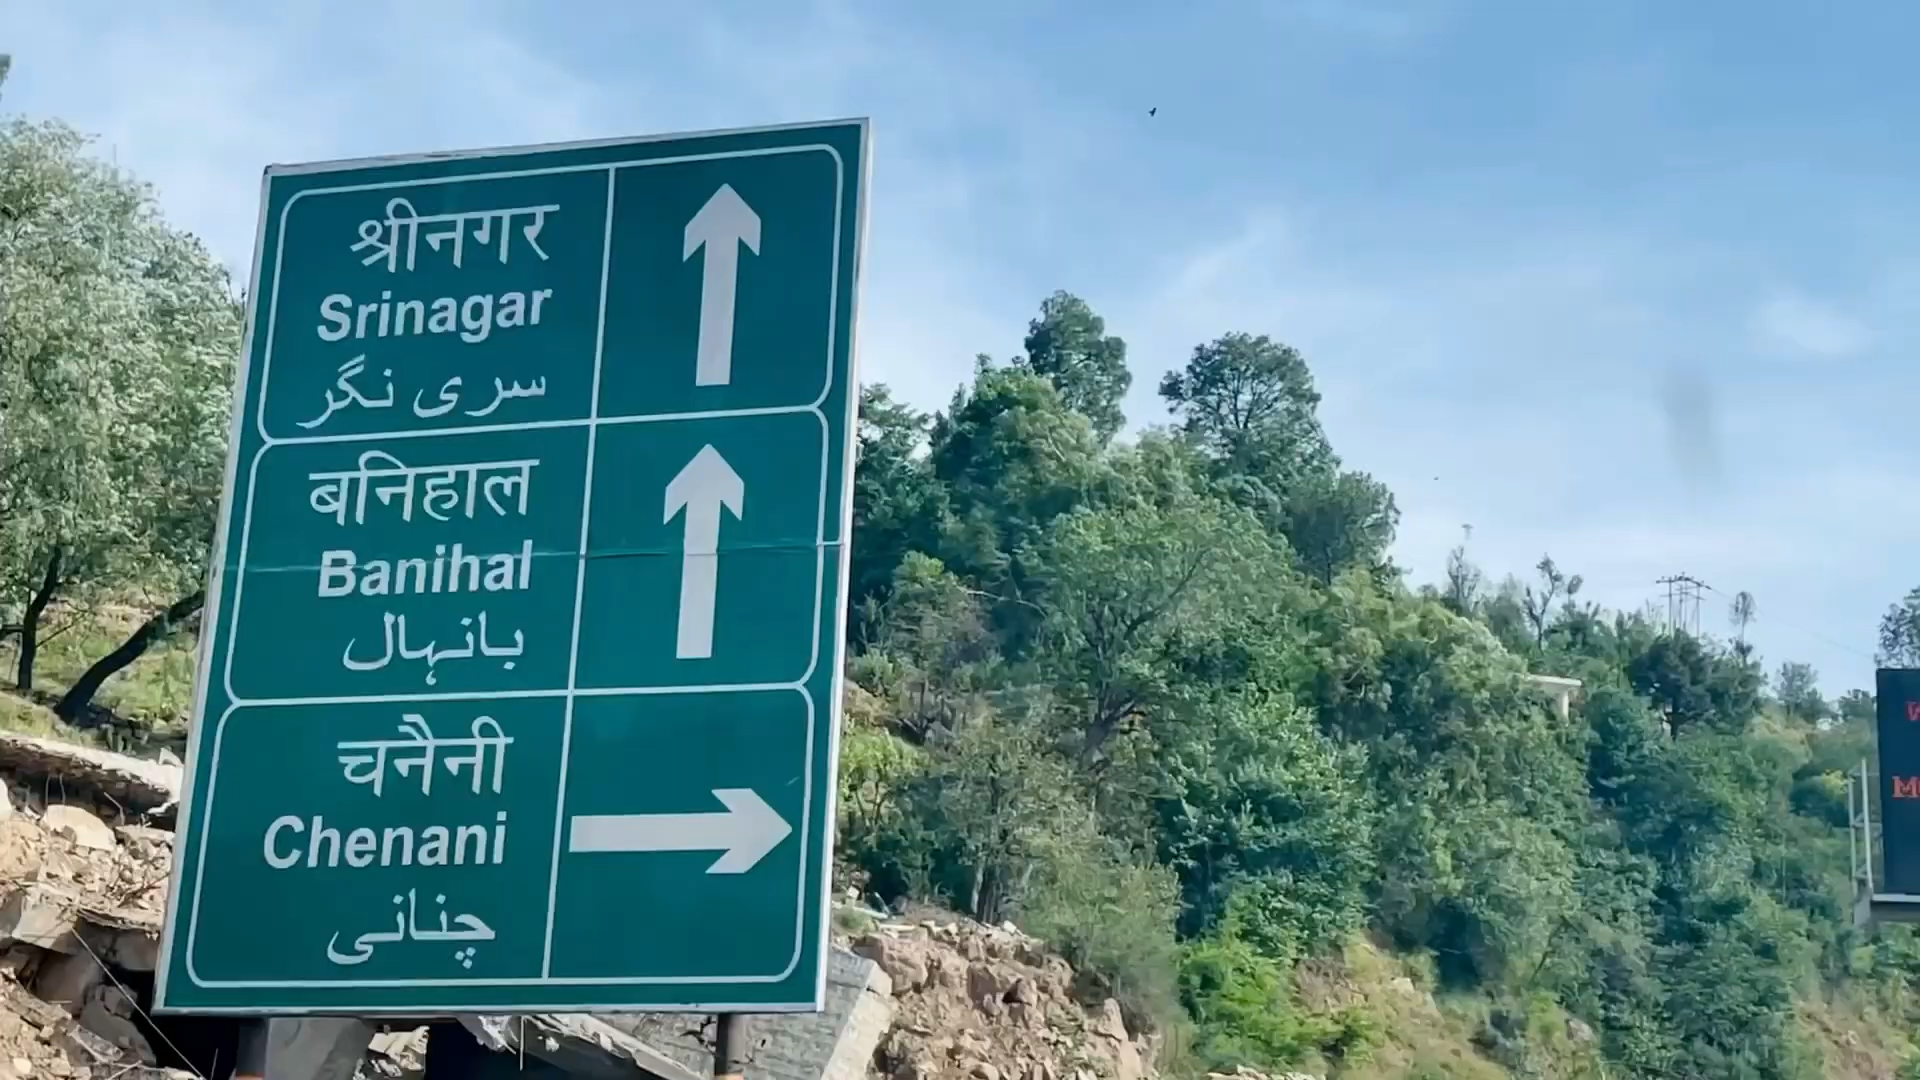 श्रीनगर
Srinagar
سری نگر
बनिहाल
Banihal
بانہال
चनैनी
Chenani
چنانی